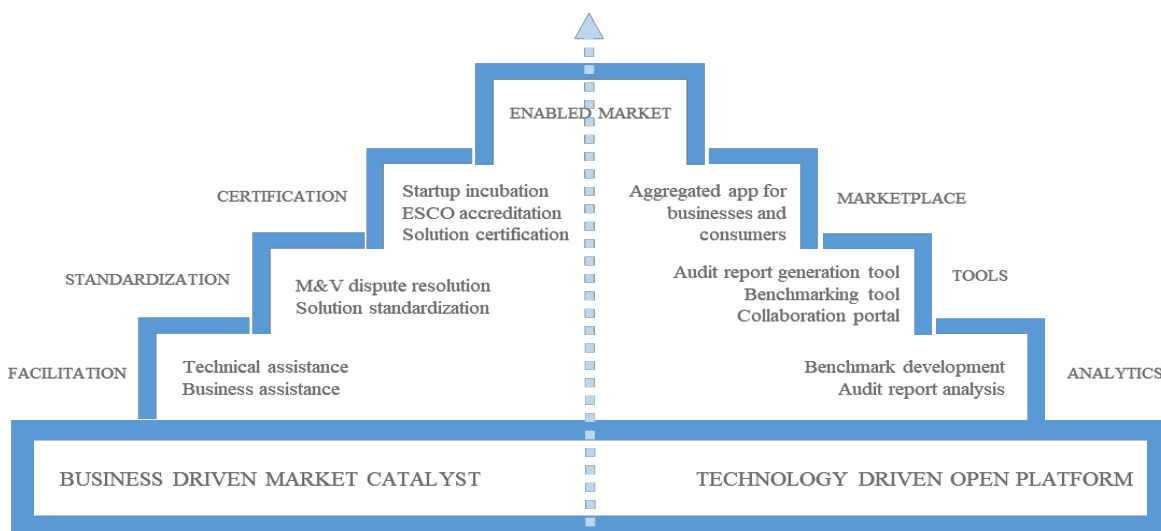 ENABLED MARKET
CERTIFICATION
Startup incubation
ESCO accreditation
Solution certification
Aggregated app for
businesses and
consumers
MARKETPLACE
STANDARDIZATION
M&V dispute resolution
Solution standardization
Audit report generation tool
Benchmarking tool
Collaboration portal
TOOLS
FACILITATION
Technical assistance
Business assistance
Benchmark development
Audit report analysis
ANALYTICS
BUSINESS DRIVEN MARKET CATALYST
TECHNOLOGY DRIVEN OPEN PLATFORM